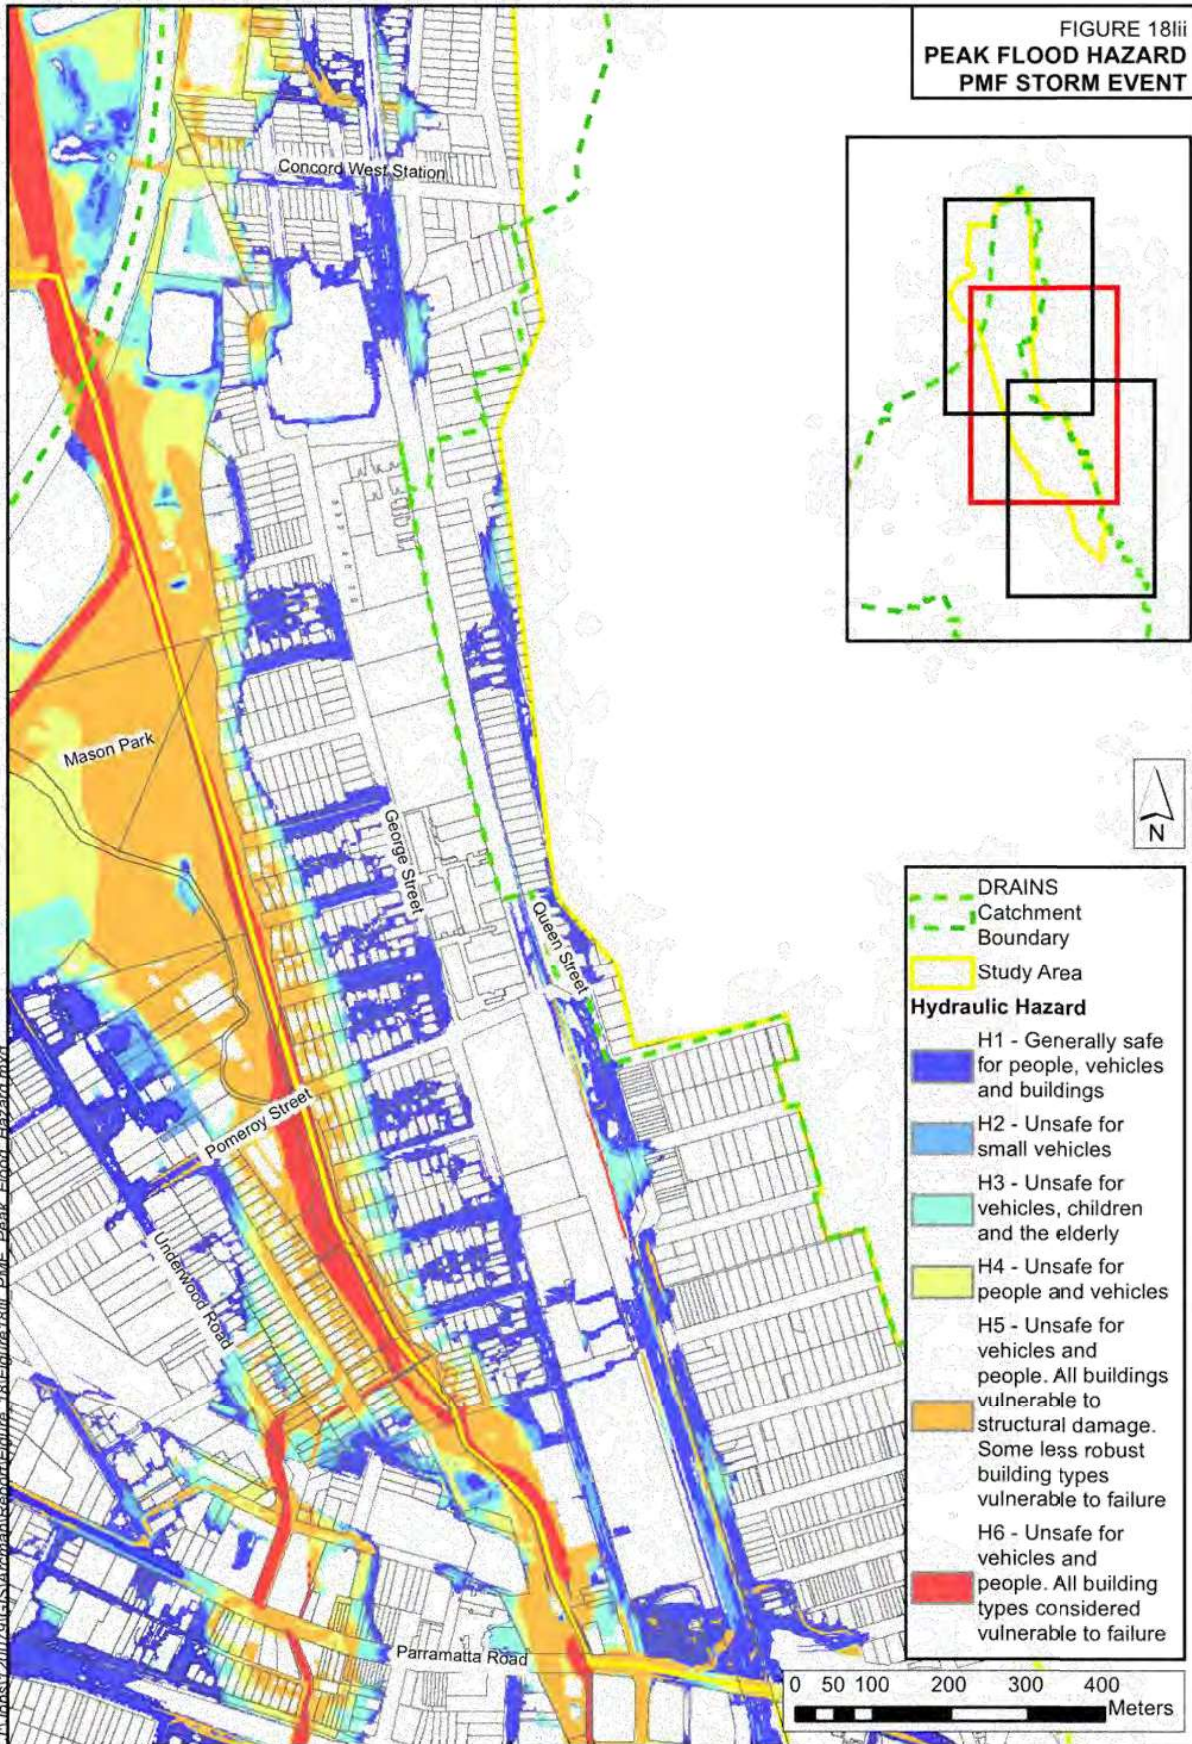 FIGURE 18Iii
PEAK FLOOD HAZARD
PMF STORM EVENT
Concord West Station
Mason Park
George Street
Queen Street
Pomeroy Street
Underwood Road
Parramatta Road
N
DRAINS
Catchment
Boundary
Study Area
Hydraulic Hazard
H1 - Generally safe
for people, vehicles
and buildings
H2 - Unsafe for
small vehicles
H3 - Unsafe for
vehicles, children
and the elderly
H4 - Unsafe for
people and vehicles
H5 - Unsafe for
vehicles and
people. All buildings
vulnerable to
structural damage.
Some less robust
building types
vulnerable to failure
H6 - Unsafe for
vehicles and
people. All building
types considered
vulnerable to failure
0 50 100 200 300 400
Meters